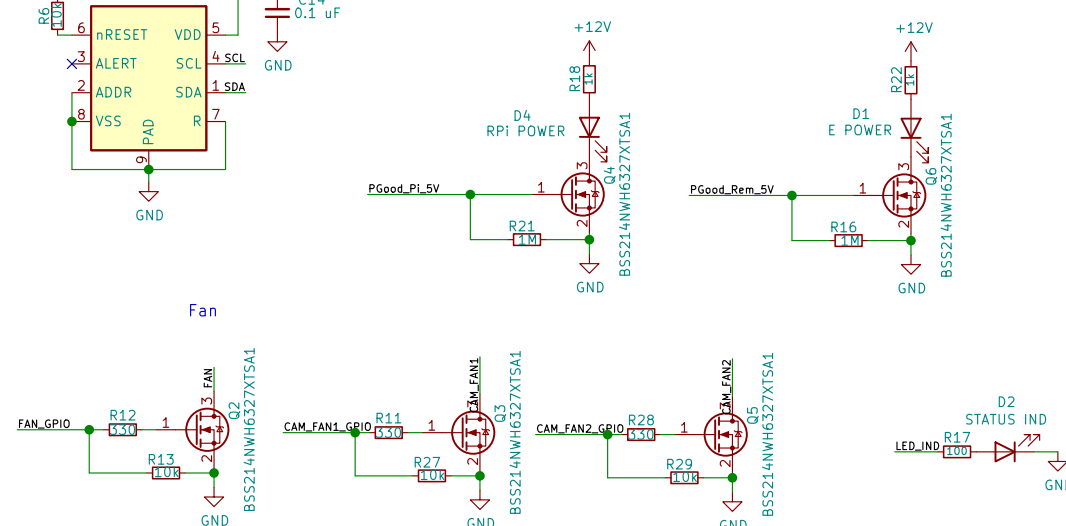 R6
10k
C14
0.1 uF
GND
6 nRESET VDD 5
3 ALERT SCL 4 SCL
2 ADDR SDA 1 SDA
8 VSS R 7
PAD
9
GND
+12V
R18
1k
D4
RPi POWER
3
Q4
BSS214NWH6327XTSA1
PGood_Pi_5V
1
2
R21
1M
GND
+12V
R22
1k
D1
E POWER
3
Q6
BSS214NWH6327XTSA1
PGood_Rem_5V
1
2
R16
1M
GND
Fan
FAN
3
Q2
BSS214NWH6327XTSA1
FAN_GPIO
R12
330
1
2
R13
10k
GND
CAM_FAN1
3
Q3
BSS214NWH6327XTSA1
CAM_FAN1_GPIO
R11
330
1
2
R27
10k
GND
CAM_FAN2
Q5
BSS214NWH6327XTSA1
CAM_FAN2_GPIO
R28
330
1
2
R29
10k
GND
D2
STATUS IND
LED_IND
R17
100
GND